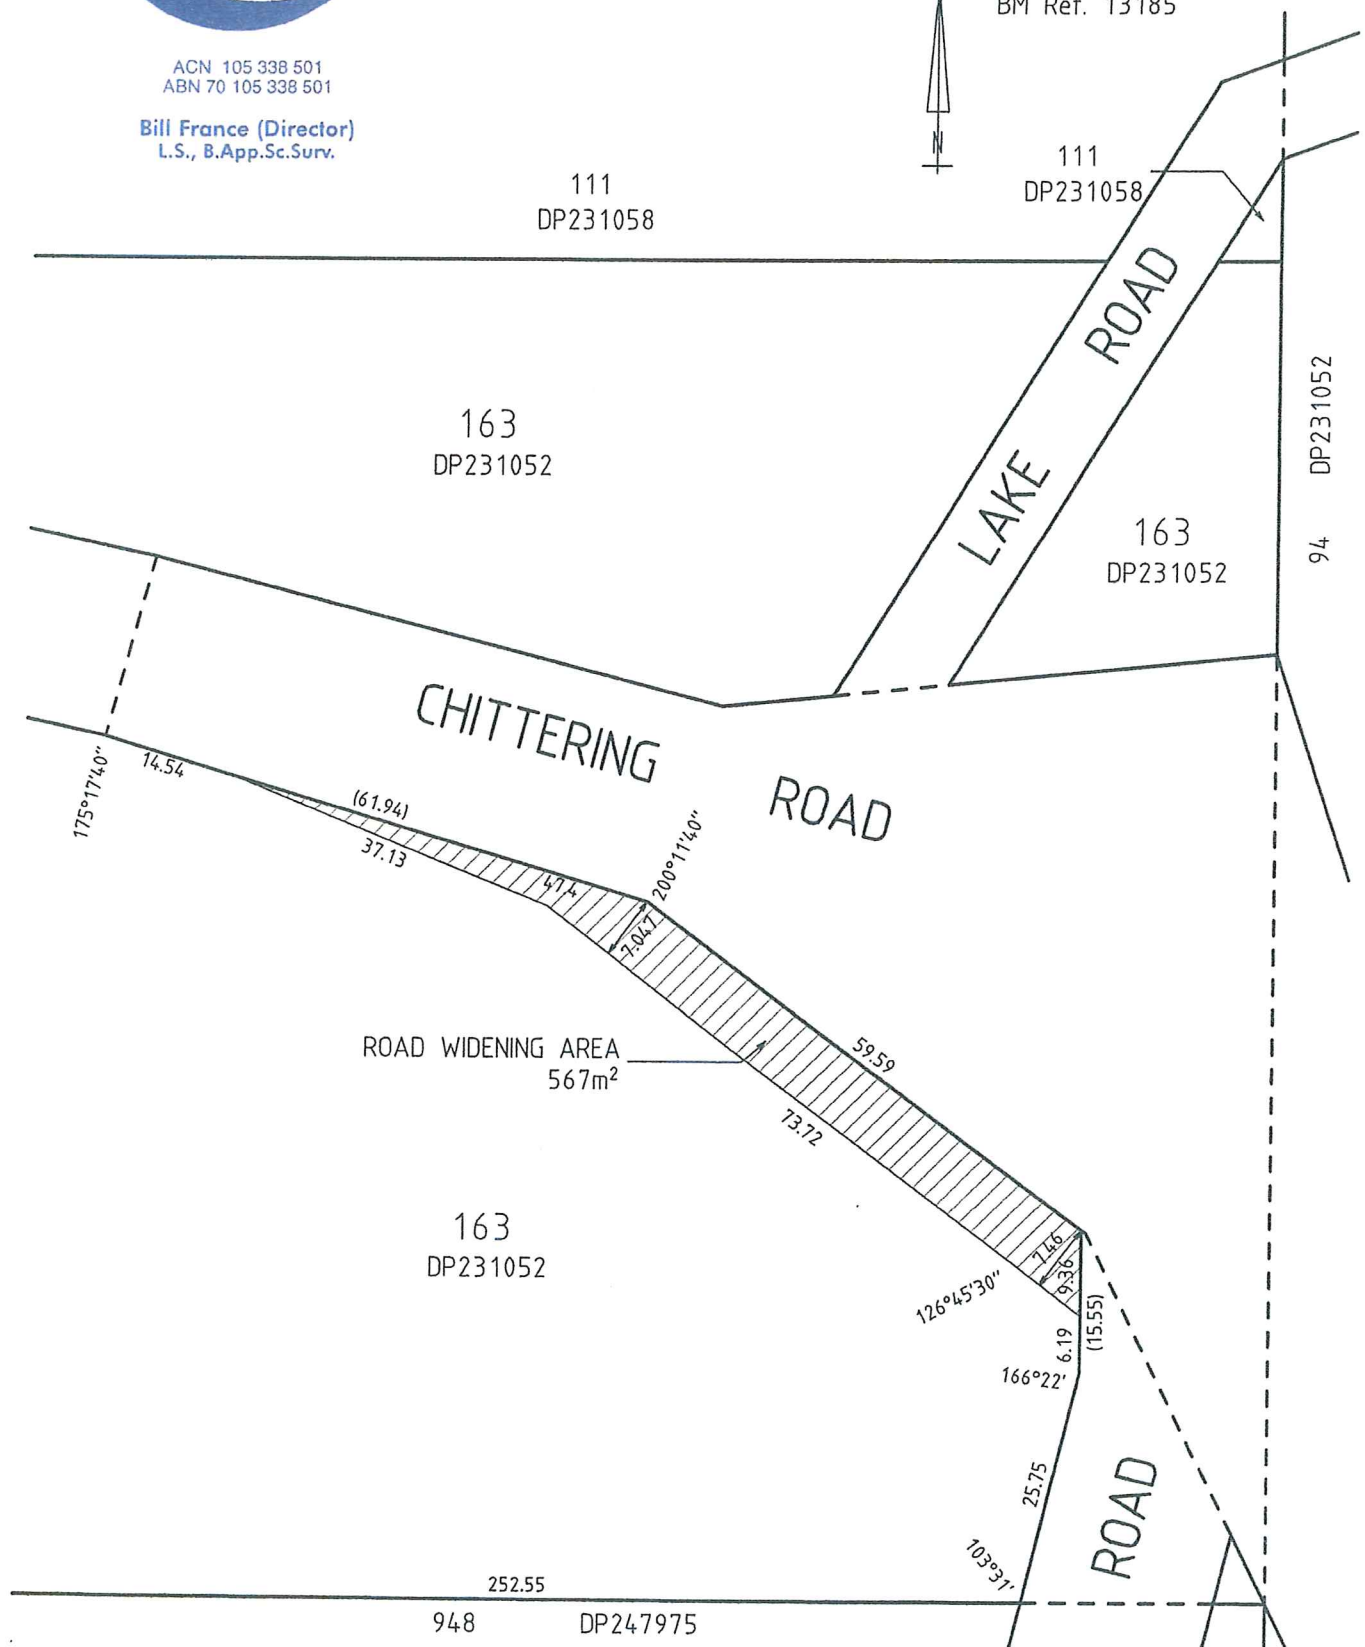 BM Ref. 13185
ACN 105 338 501
ABN 70 105 338 501
Bill France (Director)
L.S., B.App.Sc.Surv.
N
111
DP231058
111
DP231058
LAKE ROAD
163
DP231052
94 DP231052
163
DP231052
CHITTERING ROAD
175°17'40"
14.54
(61.94)
37.13
47.4
200°11'40"
7.047
ROAD WIDENING AREA
567m²
59.59
73.72
163
DP231052
7.46
9.36
126°45'30"
(15.55)
6.19
166°22'
25.75
ROAD
103°31'
252.55
948 DP247975